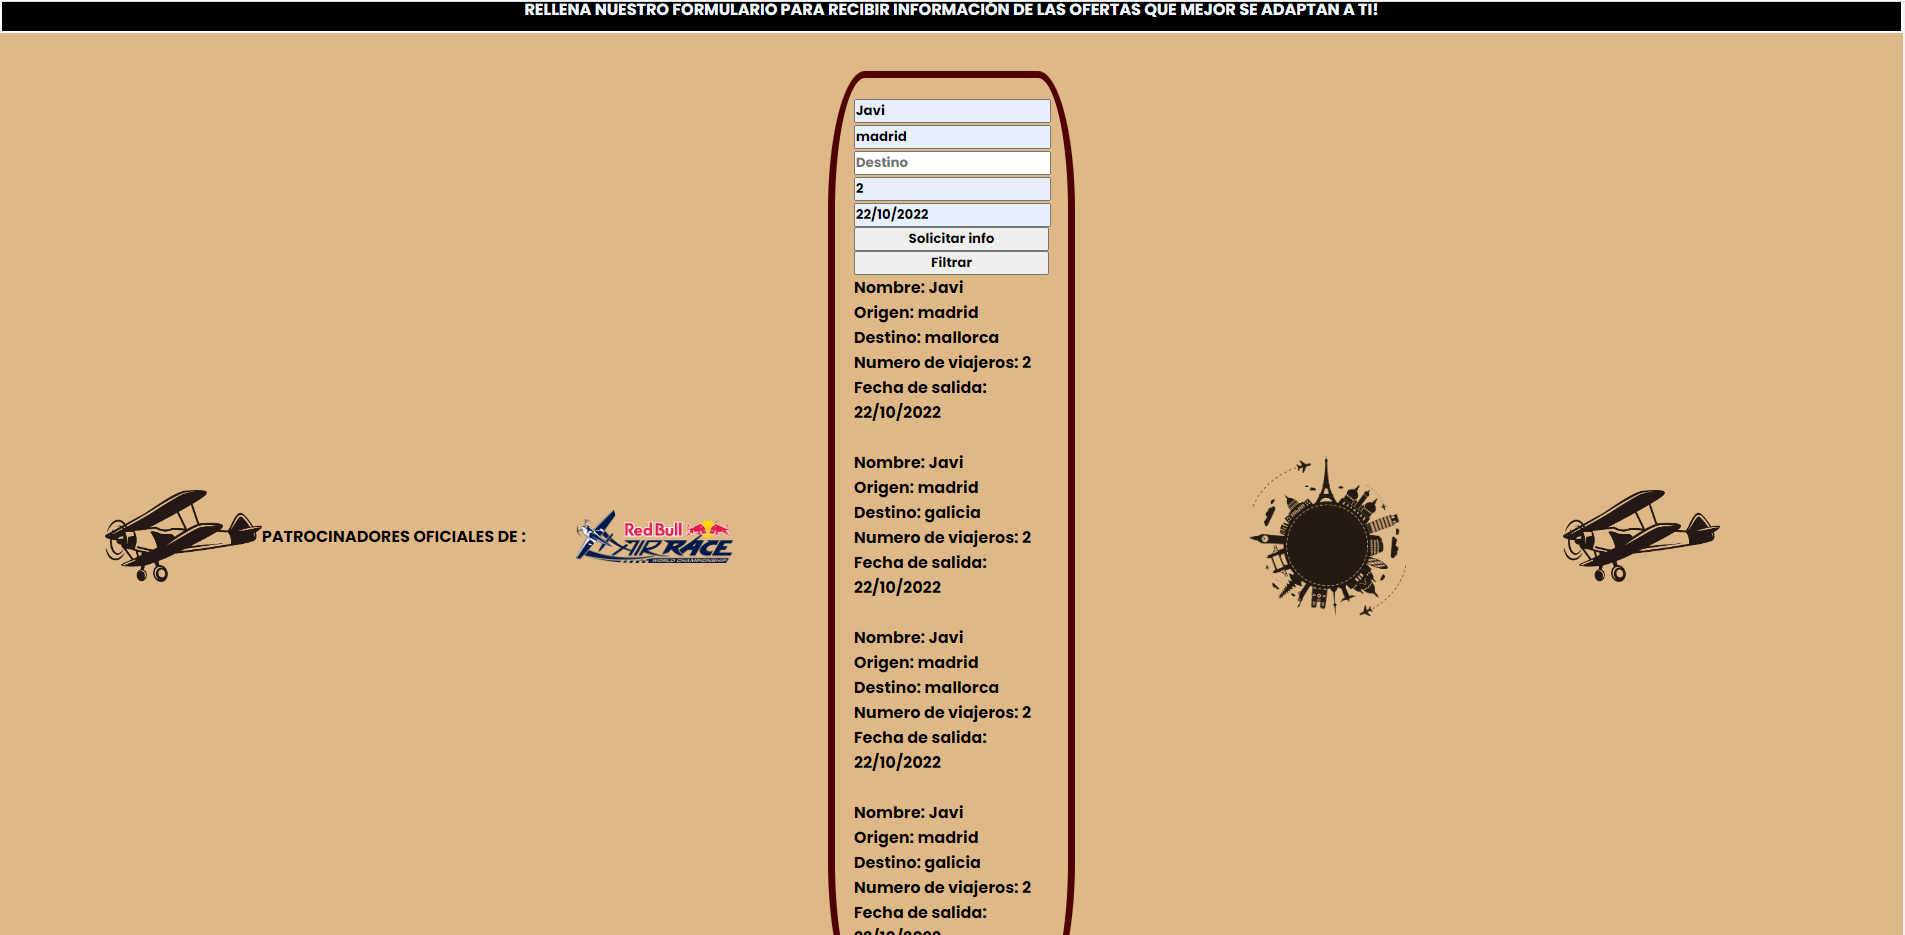 RELLENA NUESTRO FORMULARIO PARA RECIBIR INFORMACIÓN DE LAS OFERTAS QUE MEJOR SE ADAPTAN A TI!
Javi
madrid
Destino
2
22/10/2022
Solicitar info
Filtrar
Nombre: Javi
Origen: madrid
Destino: mallorca
Numero de viajeros: 2
Fecha de salida:
22/10/2022
Nombre: Javi
Origen: madrid
Destino: galicia
Numero de viajeros: 2
Fecha de salida:
22/10/2022
Nombre: Javi
Origen: madrid
Destino: mallorca
Numero de viajeros: 2
Fecha de salida:
22/10/2022
Nombre: Javi
Origen: madrid
Destino: galicia
Numero de viajeros: 2
Fecha de salida:
PATROCINADORES OFICIALES DE :
Red Bull
AIR RACE
WORLD CHAMPIONSHIP